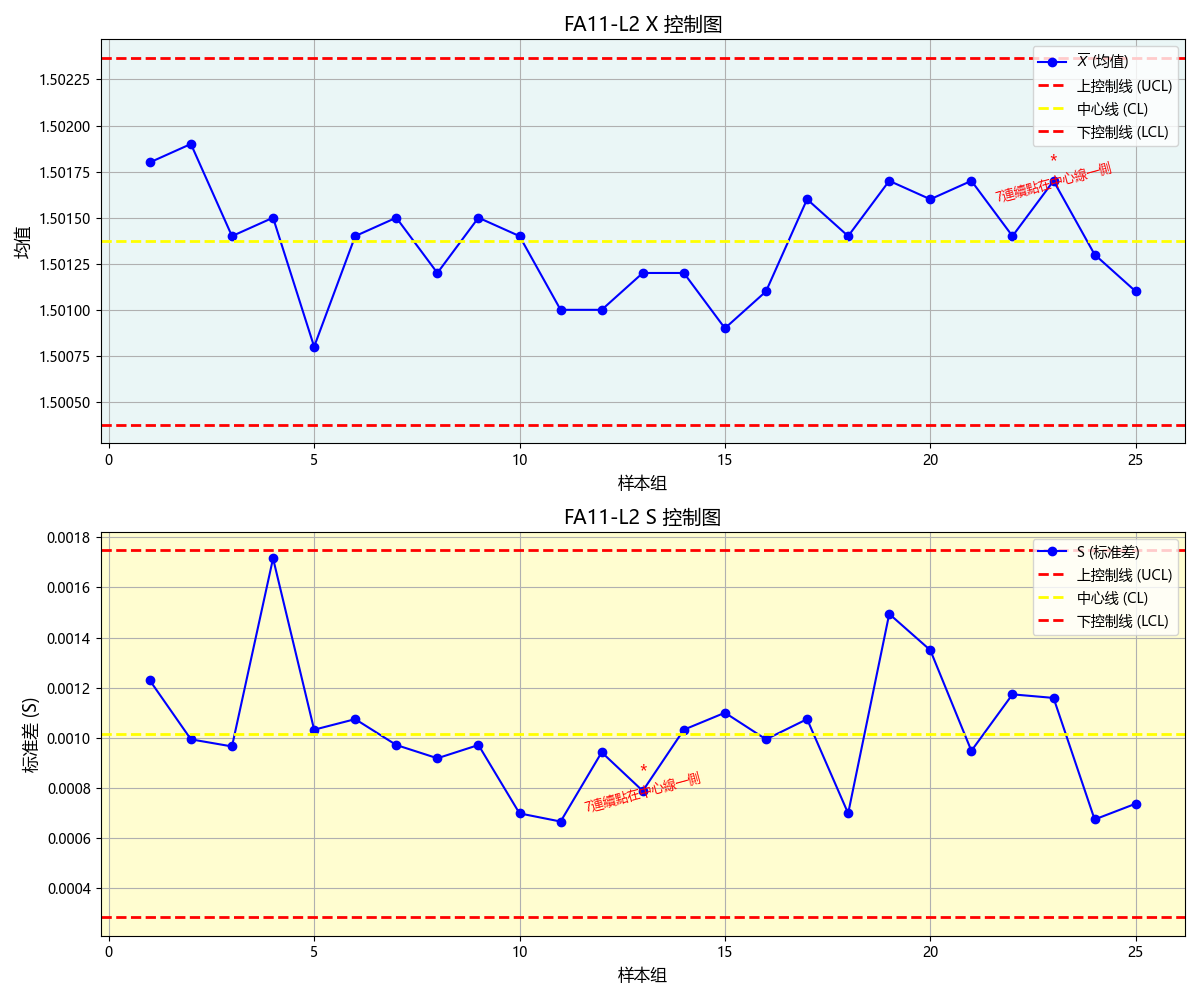 FA11-L2 X 控制图
均值
1.50225
1.50200
1.50175
1.50150
1.50125
1.50100
1.50075
1.50050
X (均值)
上控制线 (UCL)
中心线 (CL)
下控制线 (LCL)
*
7連續點在中心線一側
0
5
10
15
20
25
样本组
FA11-L2 S 控制图
标准差 (S)
0.0018
0.0016
0.0014
0.0012
0.0010
0.0008
0.0006
0.0004
S (标准差)
上控制线 (UCL)
中心线 (CL)
下控制线 (LCL)
*
7連續點在中心線一側
0
5
10
15
20
25
样本组